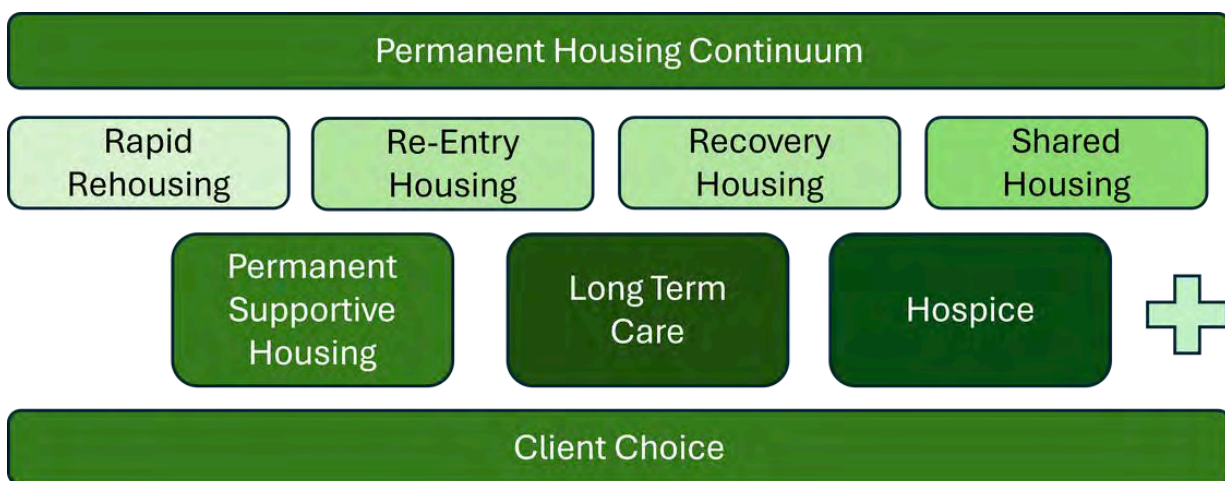 Permanent Housing Continuum
Rapid
Rehousing
Re-Entry
Housing
Recovery
Housing
Shared
Housing
Permanent
Supportive
Housing
Long Term
Care
Hospice
Client Choice